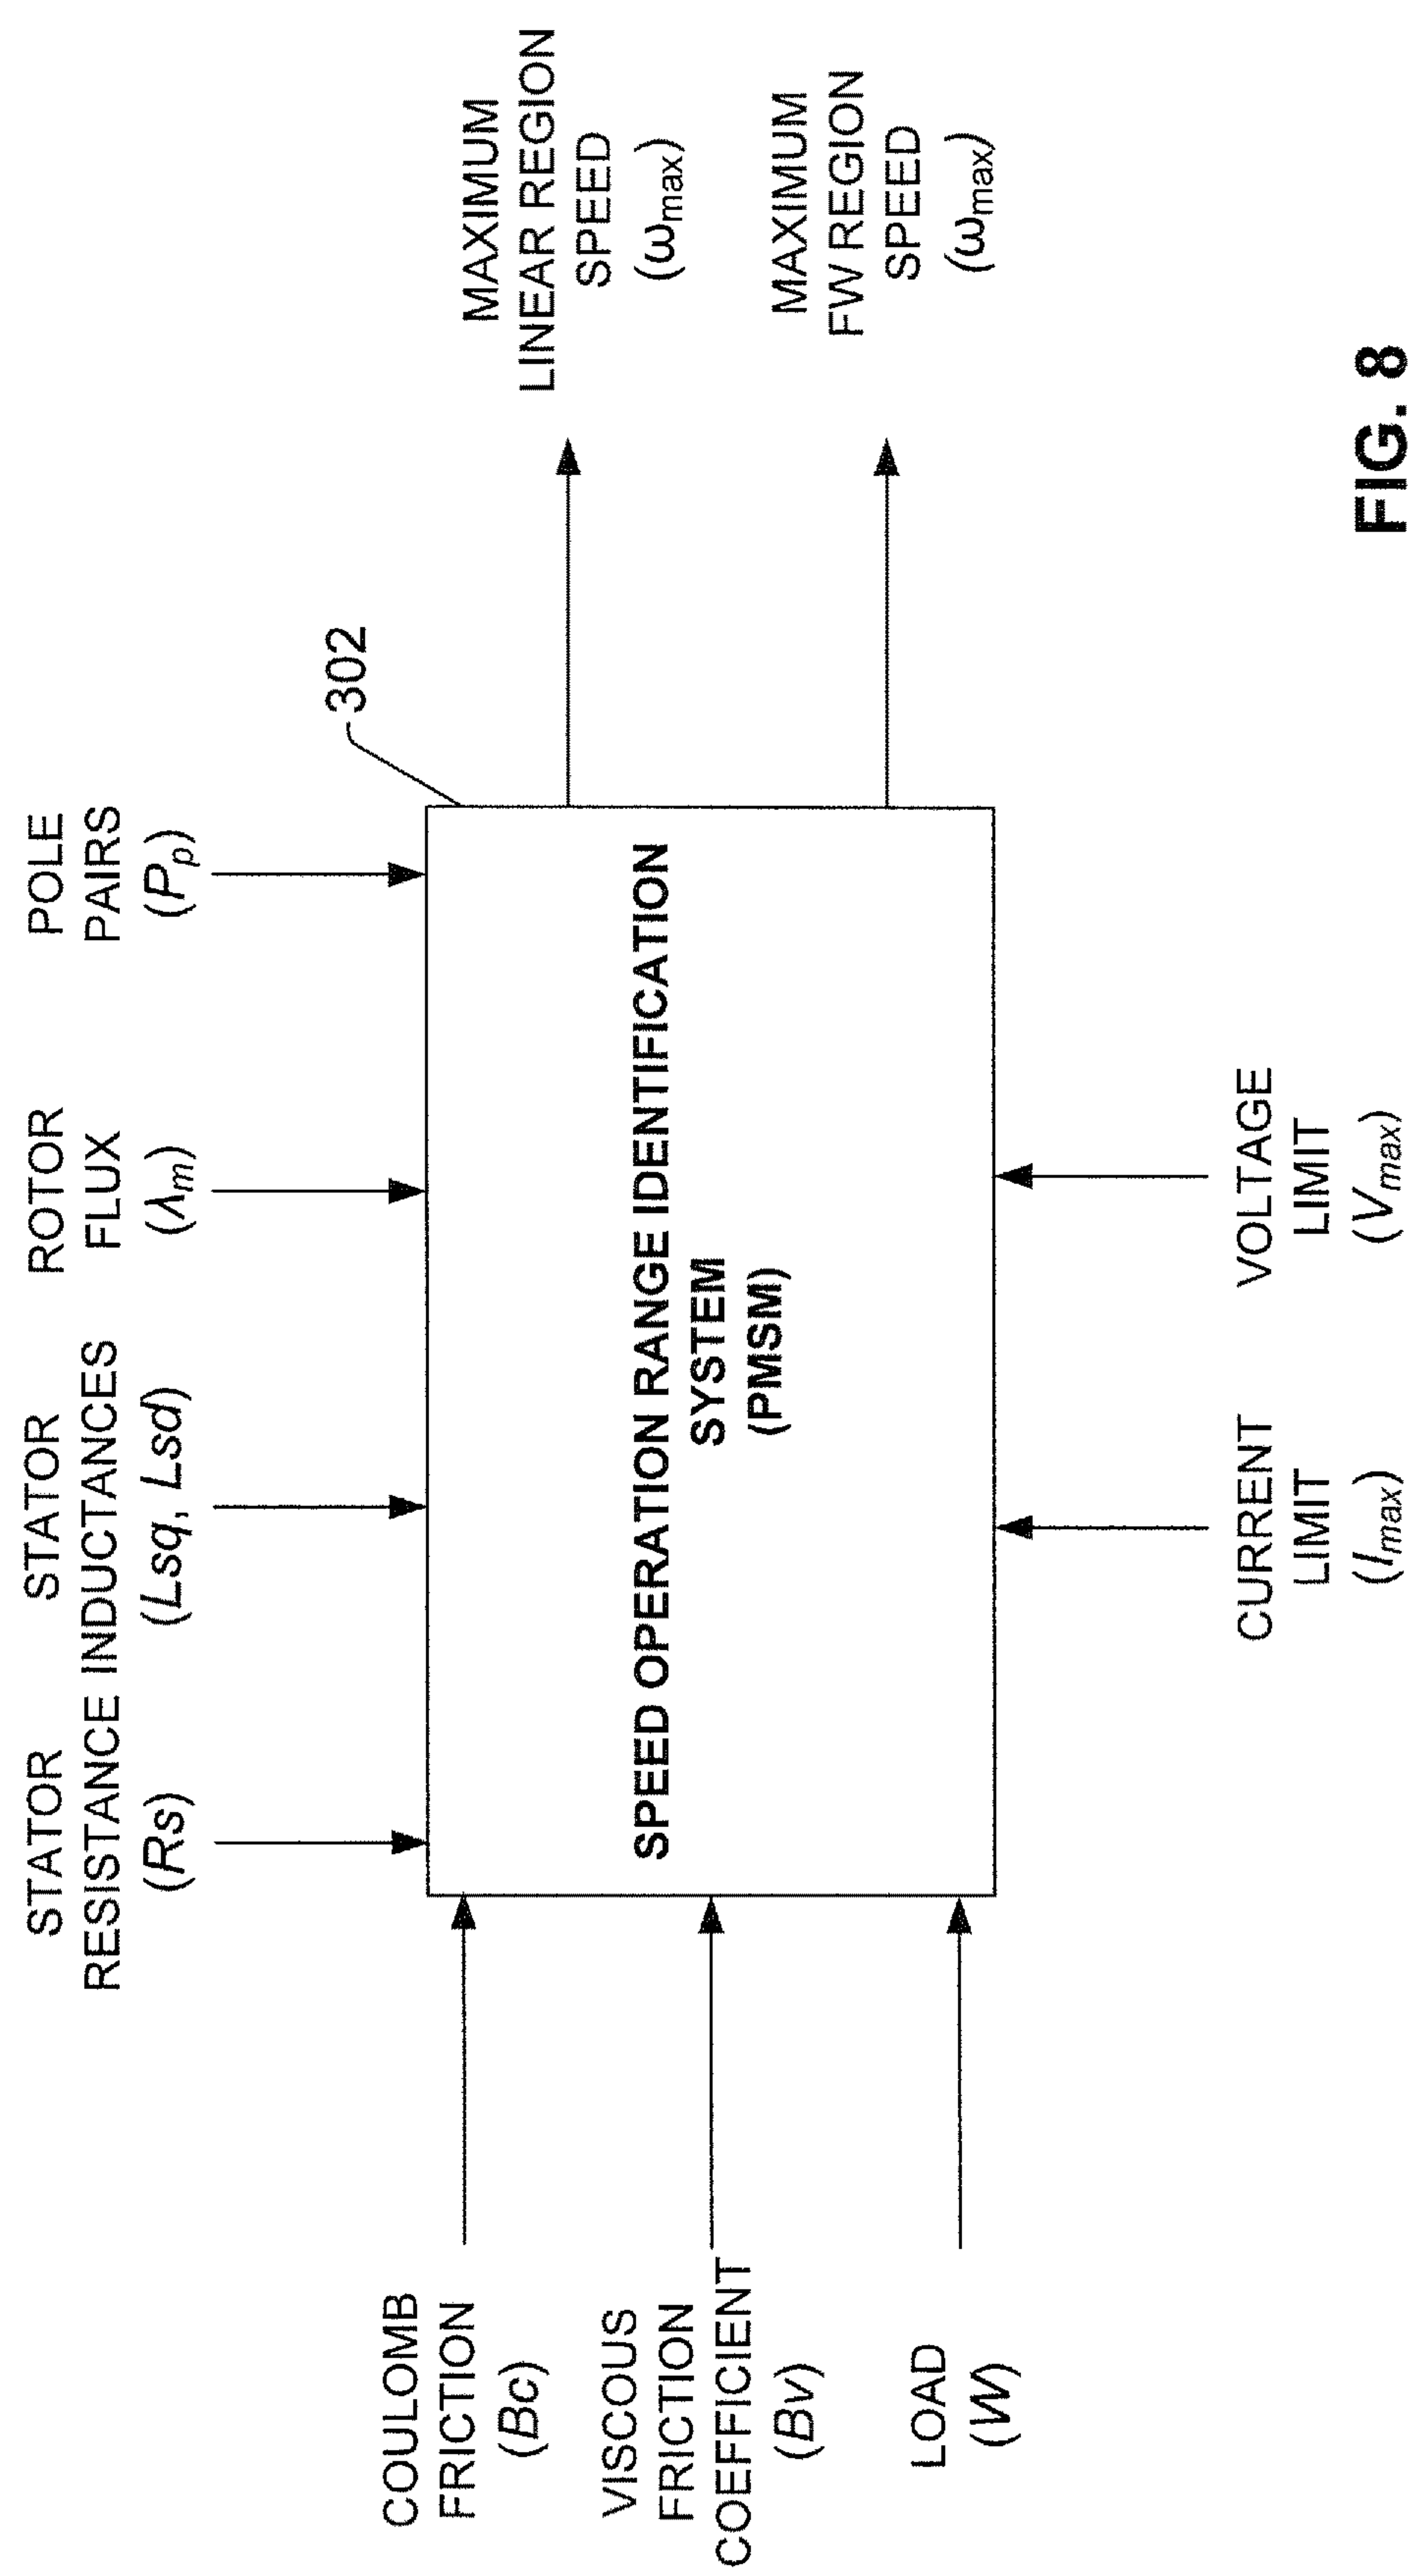 STATOR
RESISTANCE
(Rs)
STATOR
INDUCTANCES
(Lsq, Lsd)
ROTOR
FLUX
(λm)
POLE
PAIRS
(Pp)
302
COULOMB
FRICTION
(Bc)
VISCOUS
FRICTION
COEFFICIENT
(Bv)
LOAD
(W)
SPEED OPERATION RANGE IDENTIFICATION
SYSTEM
(PMSM)
MAXIMUM
LINEAR REGION
SPEED
(ωmax)
MAXIMUM
FW REGION
SPEED
(ωmax)
CURRENT
LIMIT
(Imax)
VOLTAGE
LIMIT
(Vmax)
FIG. 8